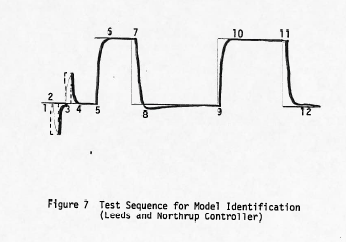 6 7 10 11
2
1 3 4 5 8 9 12
Figure 7 Test Sequence for Model Identification
(Leeds and Northrup Controller)